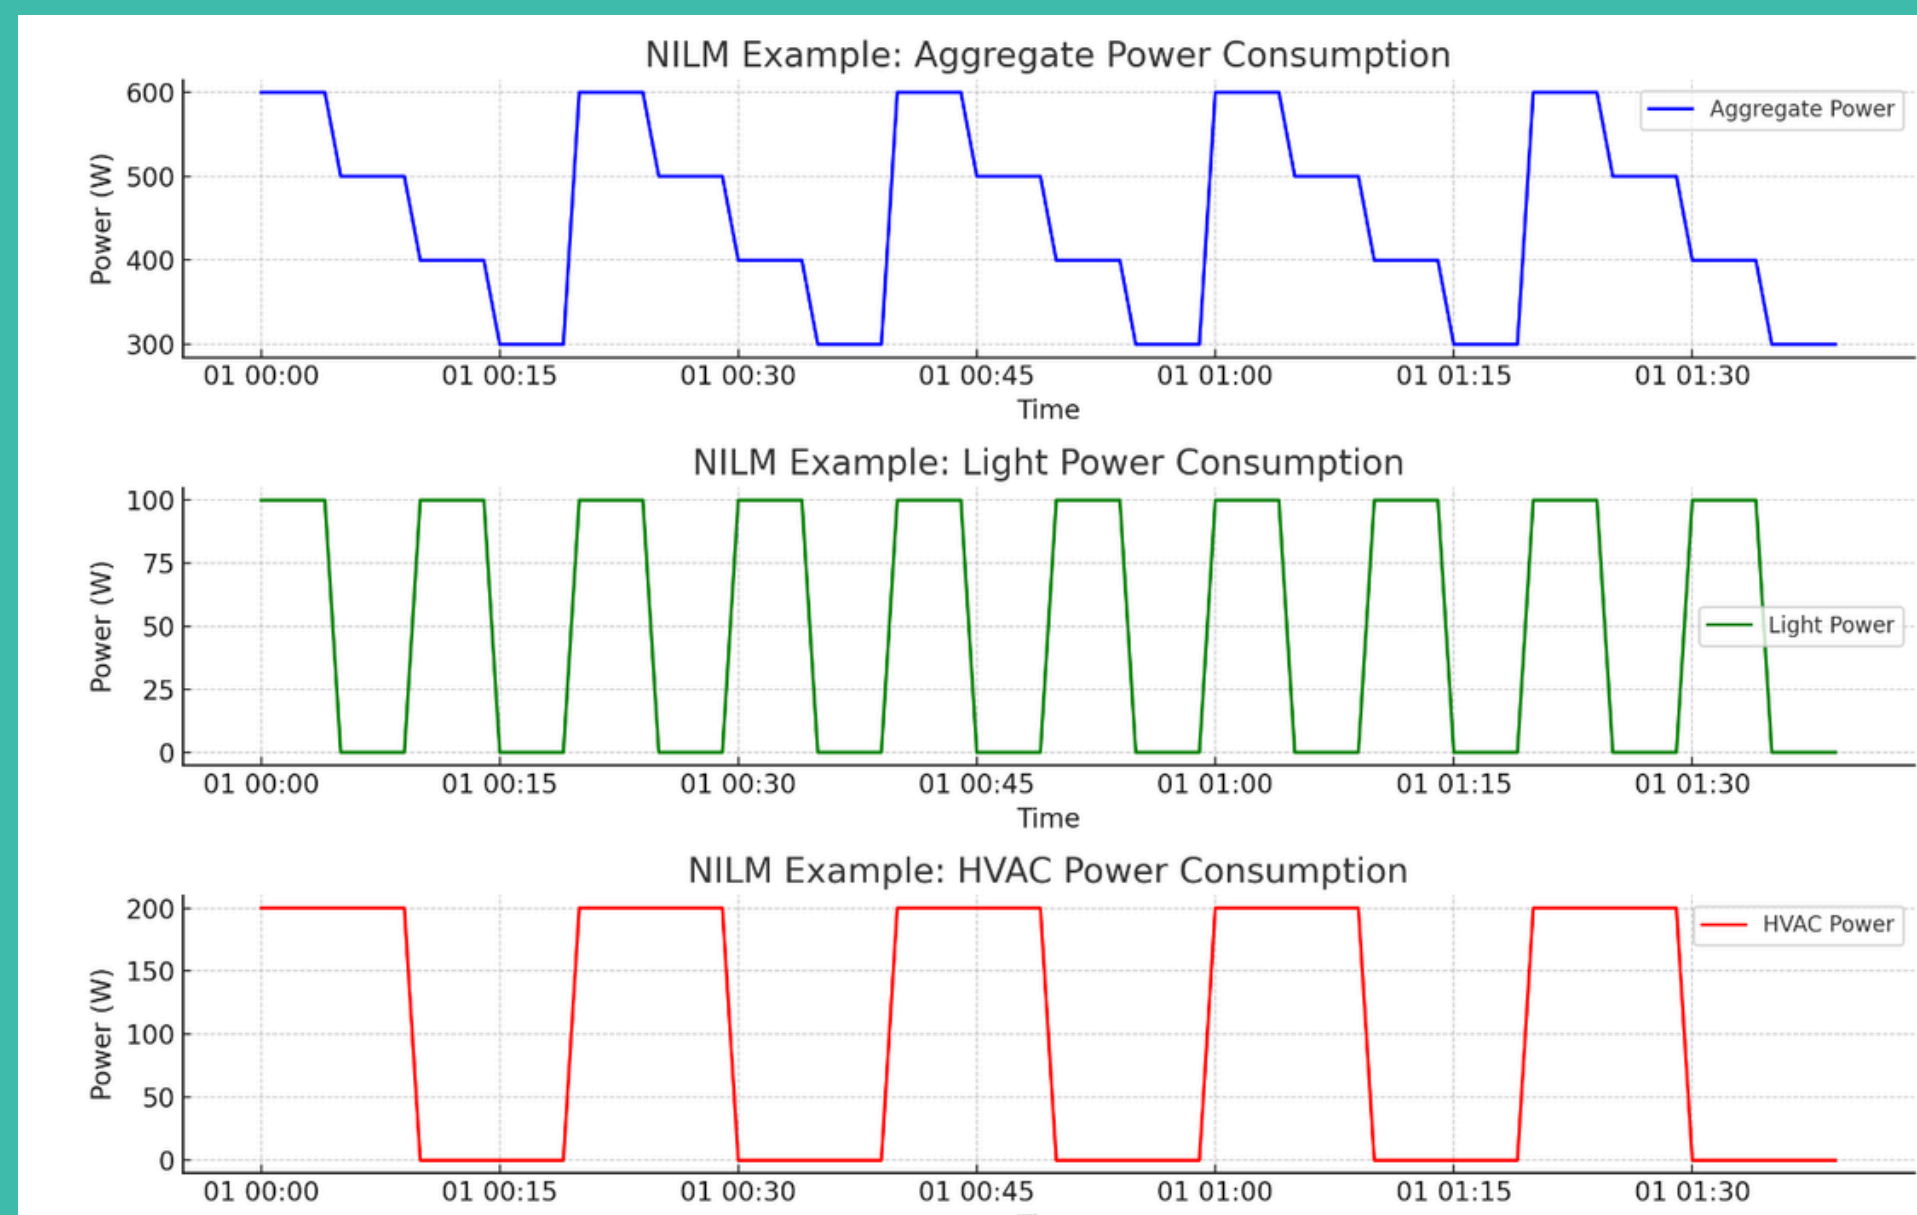 NILM Example: Aggregate Power Consumption
600
500
400
300
Power (W)
Aggregate Power
01 00:00 01 00:15 01 00:30 01 00:45 01 01:00 01 01:15 01 01:30
Time
NILM Example: Light Power Consumption
100
75
50
25
0
Power (W)
Light Power
01 00:00 01 00:15 01 00:30 01 00:45 01 01:00 01 01:15 01 01:30
Time
NILM Example: HVAC Power Consumption
200
150
100
50
0
Power (W)
HVAC Power
01 00:00 01 00:15 01 00:30 01 00:45 01 01:00 01 01:15 01 01:30